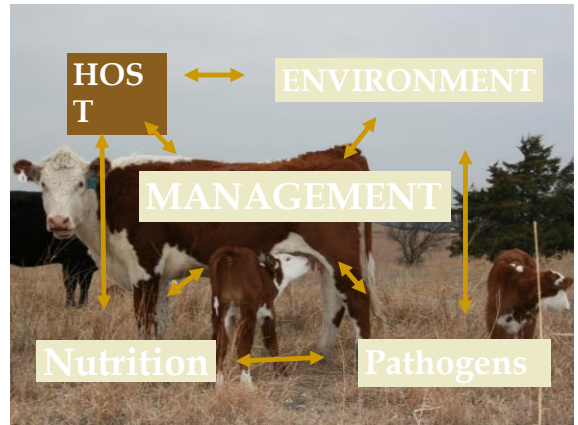 HOS
T
ENVIRONMENT
MANAGEMENT
Nutrition
Pathogens